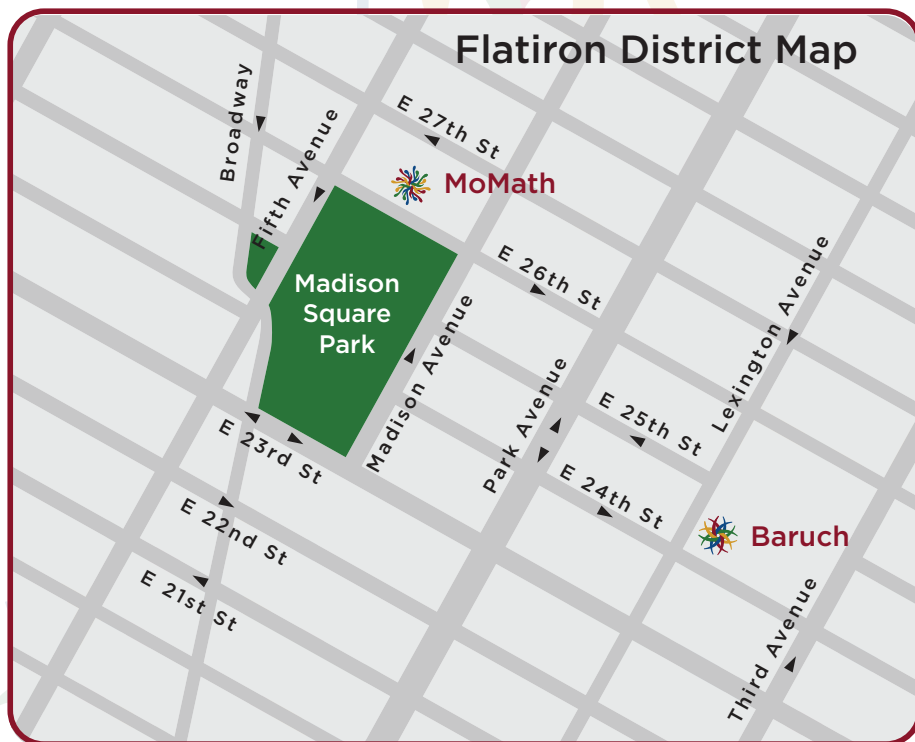 Flatiron District Map
Broadway
Fifth Avenue
E 27th St
MoMath
Madison
Square
Park
E 26th St
Madison Avenue
Lexington Avenue
Park Avenue
E 25th St
E 23rd St
E 24th St
E 22nd St
Baruch
E 21st St
Third Avenue